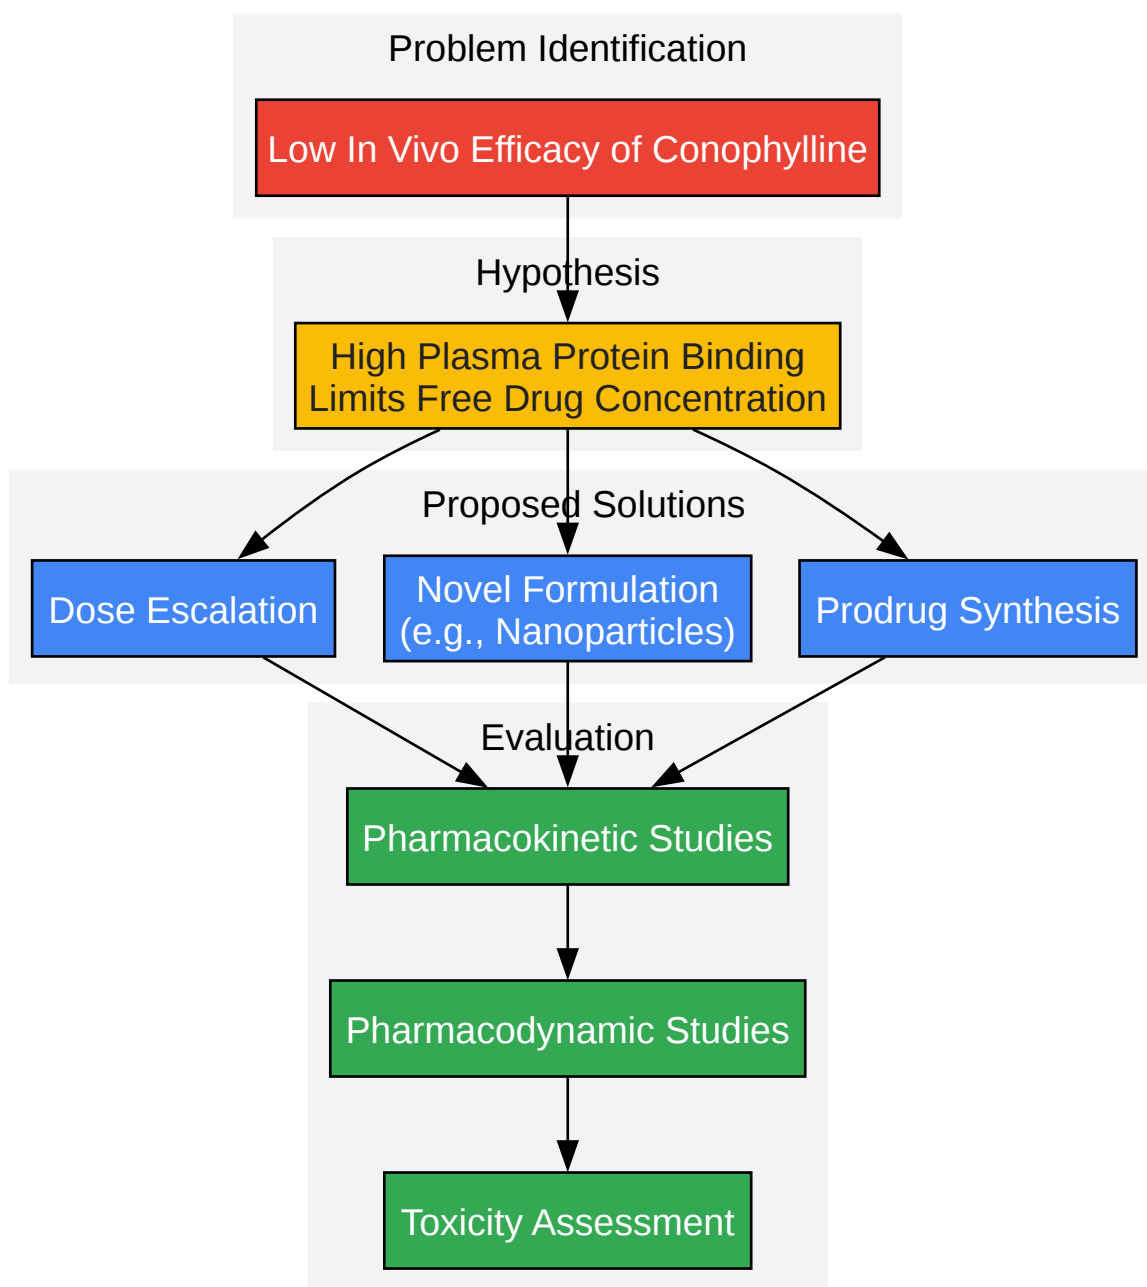 Problem Identification
Low In Vivo Efficacy of Conophylline
Hypothesis
High Plasma Protein Binding
Limits Free Drug Concentration
Proposed Solutions
Dose Escalation
Novel Formulation
(e.g., Nanoparticles)
Prodrug Synthesis
Evaluation
Pharmacokinetic Studies
Pharmacodynamic Studies
Toxicity Assessment